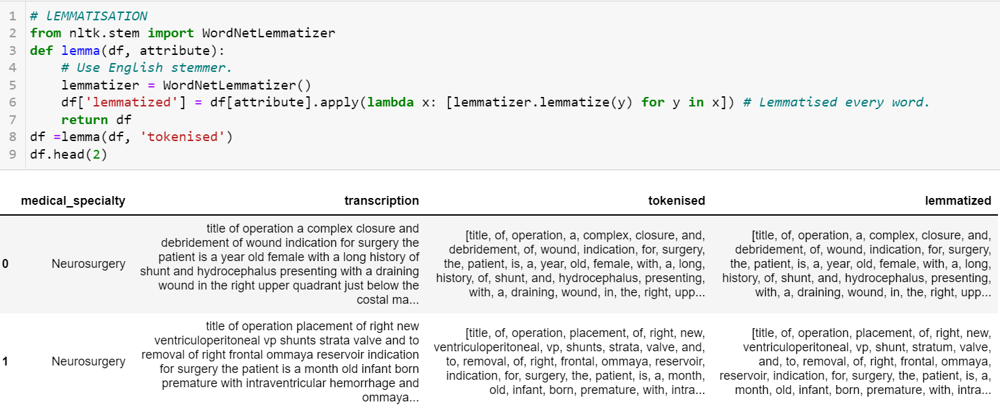 1 # lEMMATISATION
2 from nltk.stem import WordNetLemmatizer
3 def lemma(df, attribute):
4     # Use English stemmer.
5     lemmatizer = WordNetLemmatizer()
6     df['lemmatized'] = df[attribute].apply(lambda x: [lemmatizer.lemmatize(y) for y in x]) # Lemmatised every word.
7     return df
8 df =lemma(df, 'tokenised')
9 df.head(2)
medical_specialty transcription tokenised lemmatized
0 Neurosurgery
title of operation a complex closure and
debridement of wound indication for surgery the
patient is a year old female with a long history of
shunt and hydrocephalus presenting with a draining
wound in the right upper quadrant just below the
costal ma...
[title, of, operation, a, complex, closure, and,
debridement, of, wound, indication, for, surgery,
the, patient, is, a, year, old, female, with, a, long,
history, of, shunt, and, hydrocephalus, presenting,
with, a, draining, wound, in, the, right, upp...
[title, of, operation, a, complex, closure, and,
debridement, of, wound, indication, for, surgery,
the, patient, is, a, year, old, female, with, a, long,
history, of, shunt, and, hydrocephalus, presenting,
with, a, draining, wound, in, the, right, upp...
1 Neurosurgery
title of operation placement of right new
ventriculoperitoneal vp shunts strata valve and to
removal of right frontal ommaya reservoir indication
for surgery the patient is a month old infant born
premature with intraventricular hemorrhage and
ommaya...
[title, of, operation, placement, of, right, new,
ventriculoperitoneal, vp, shunts, strata, valve, and,
to, removal, of, right, frontal, ommaya, reservoir,
indication, for, surgery, the, patient, is, a, month,
old, infant, born, premature, with, intra...
[title, of, operation, placement, of, right, new,
ventriculoperitoneal, vp, shunt, stratum, valve,
and, to, removal, of, right, frontal, ommaya,
reservoir, indication, for, surgery, the, patient, is, a,
month, old, infant, born, premature, with, intra...